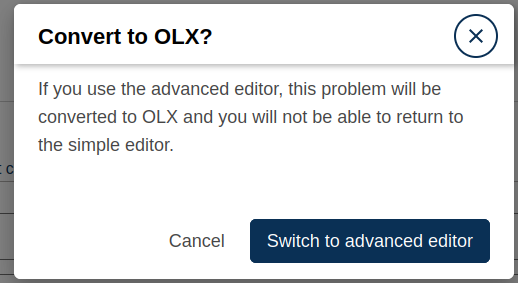 Convert to OLX?
If you use the advanced editor, this problem will be
converted to OLX and you will not be able to return to
the simple editor.
Cancel
Switch to advanced editor